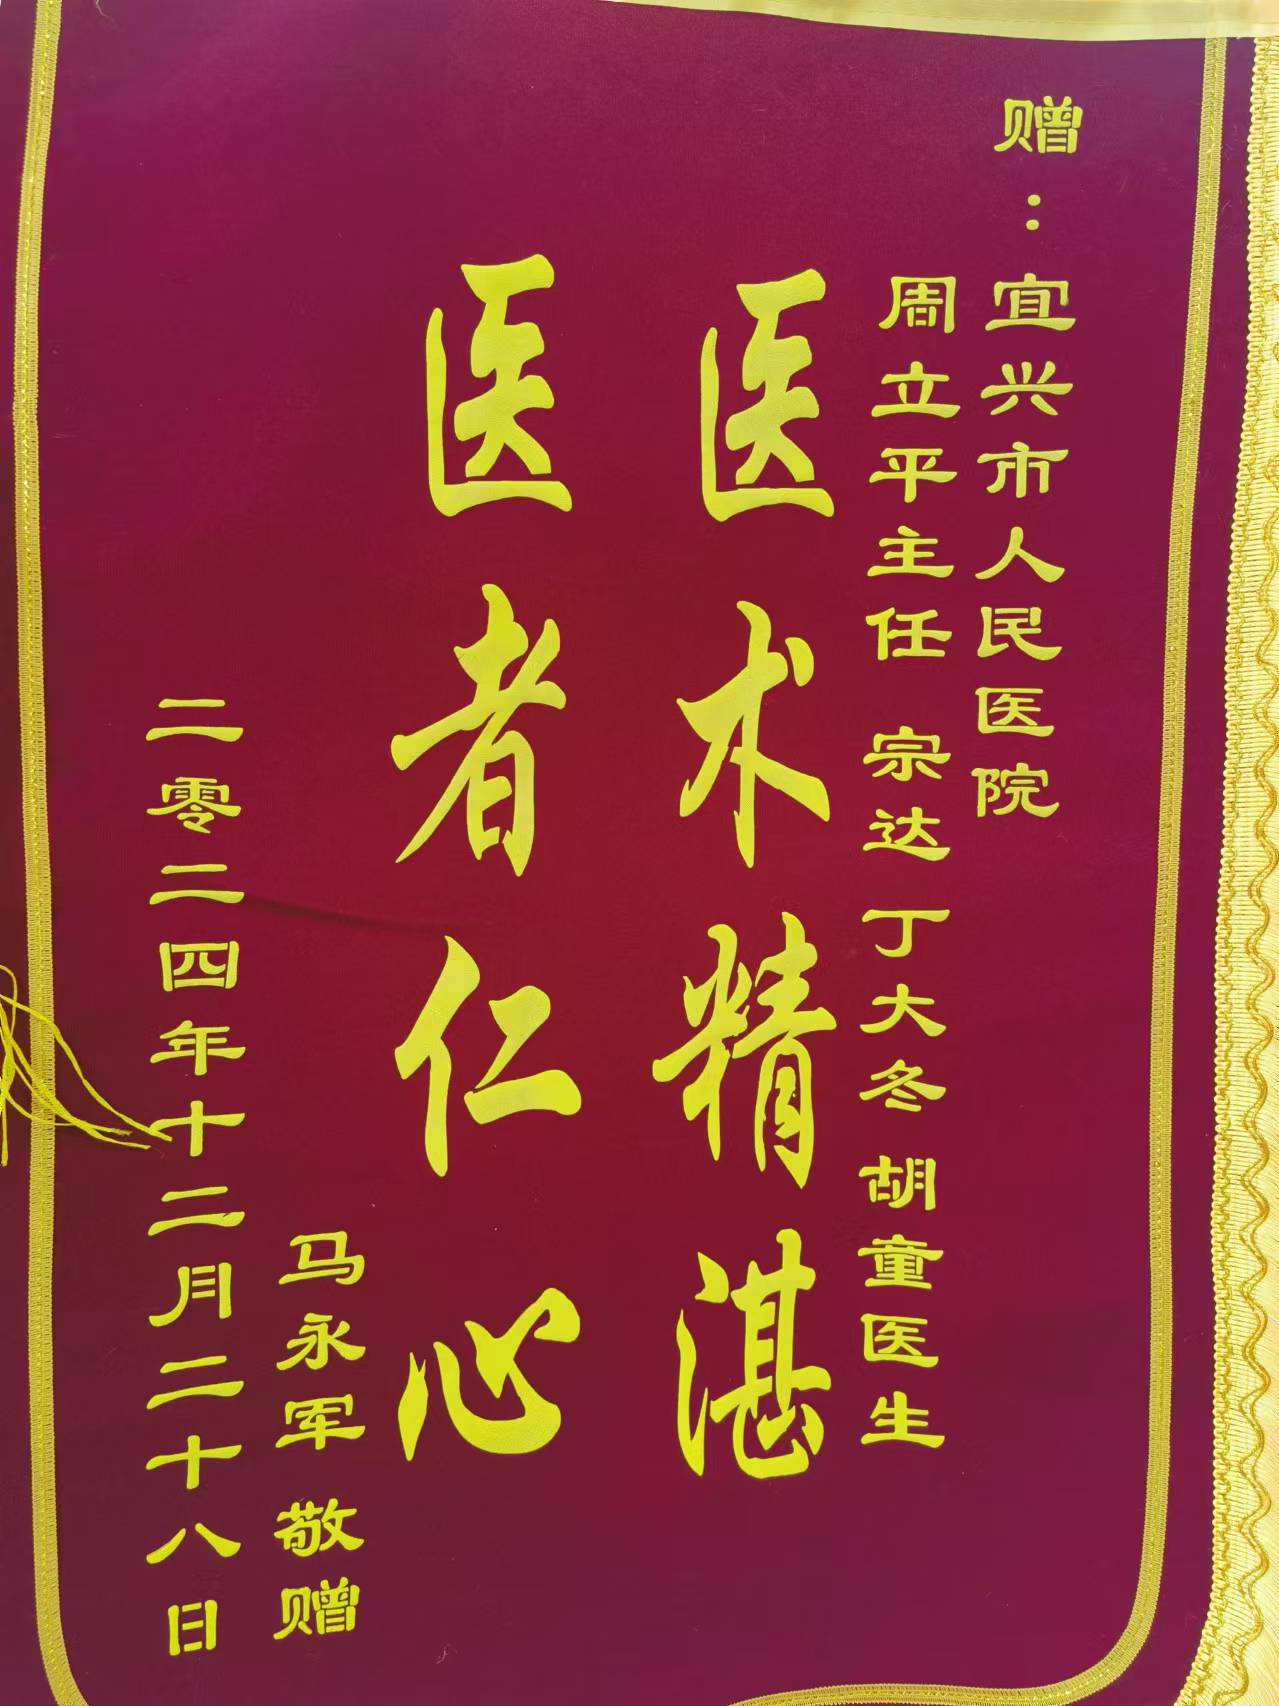 赠：宜兴市人民医院
周立平主任 宗达 丁大冬 胡童医生
医术精湛
医者仁心
马永军 敬赠
二零二四年十二月二十八日